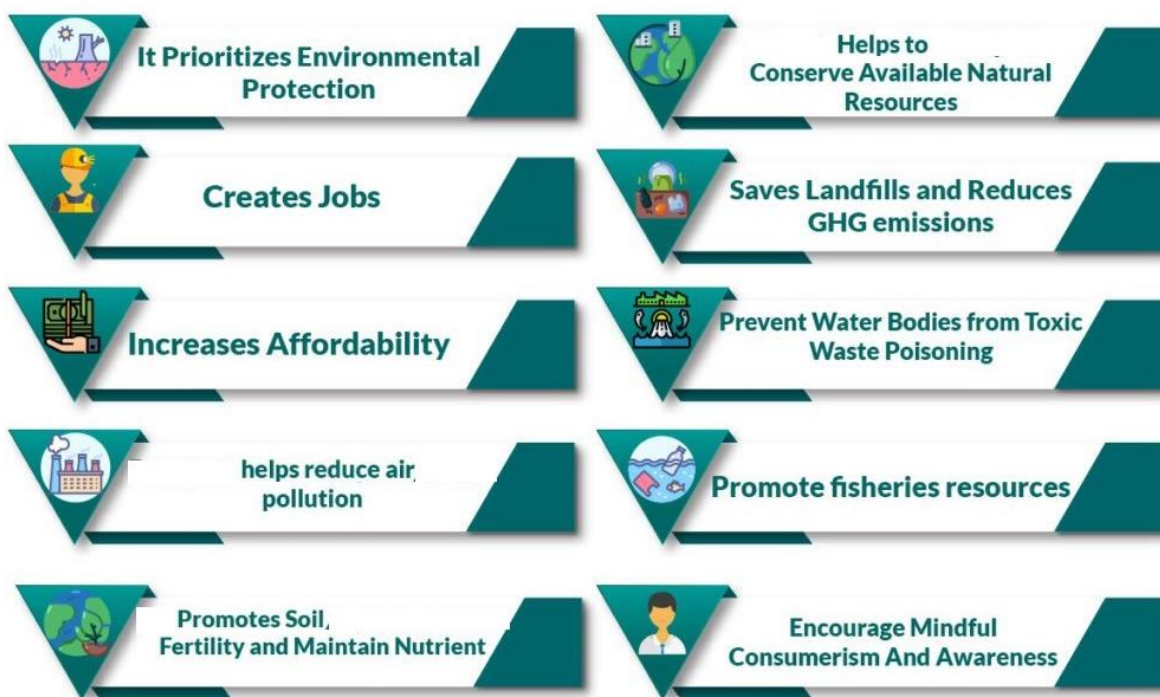 It Prioritizes Environmental
Protection
Helps to
Conserve Available Natural
Resources
Creates Jobs
Saves Landfills and Reduces
GHG emissions
Increases Affordability
Prevent Water Bodies from Toxic
Waste Poisoning
helps reduce air,
pollution
Promote fisheries resources
Promotes Soil,
Fertility and Maintain Nutrient
Encourage Mindful
Consumerism And Awareness